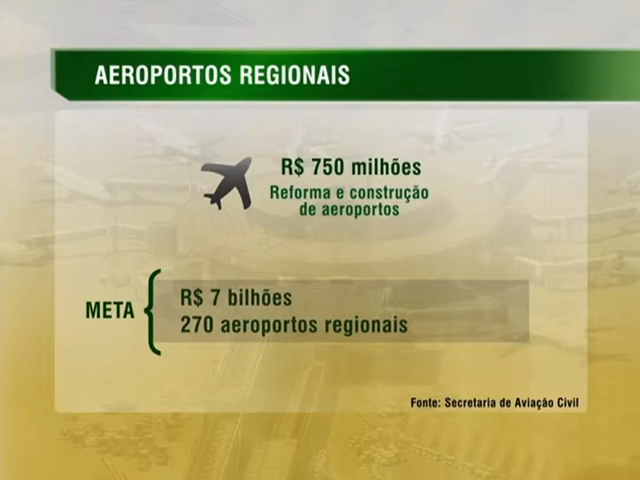 AEROPORTOS REGIONAIS
R$ 750 milhões
Reforma e construção
de aeroportos
META
R$ 7 bilhões
270 aeroportos regionais
Fonte: Secretaria de Aviação Civil